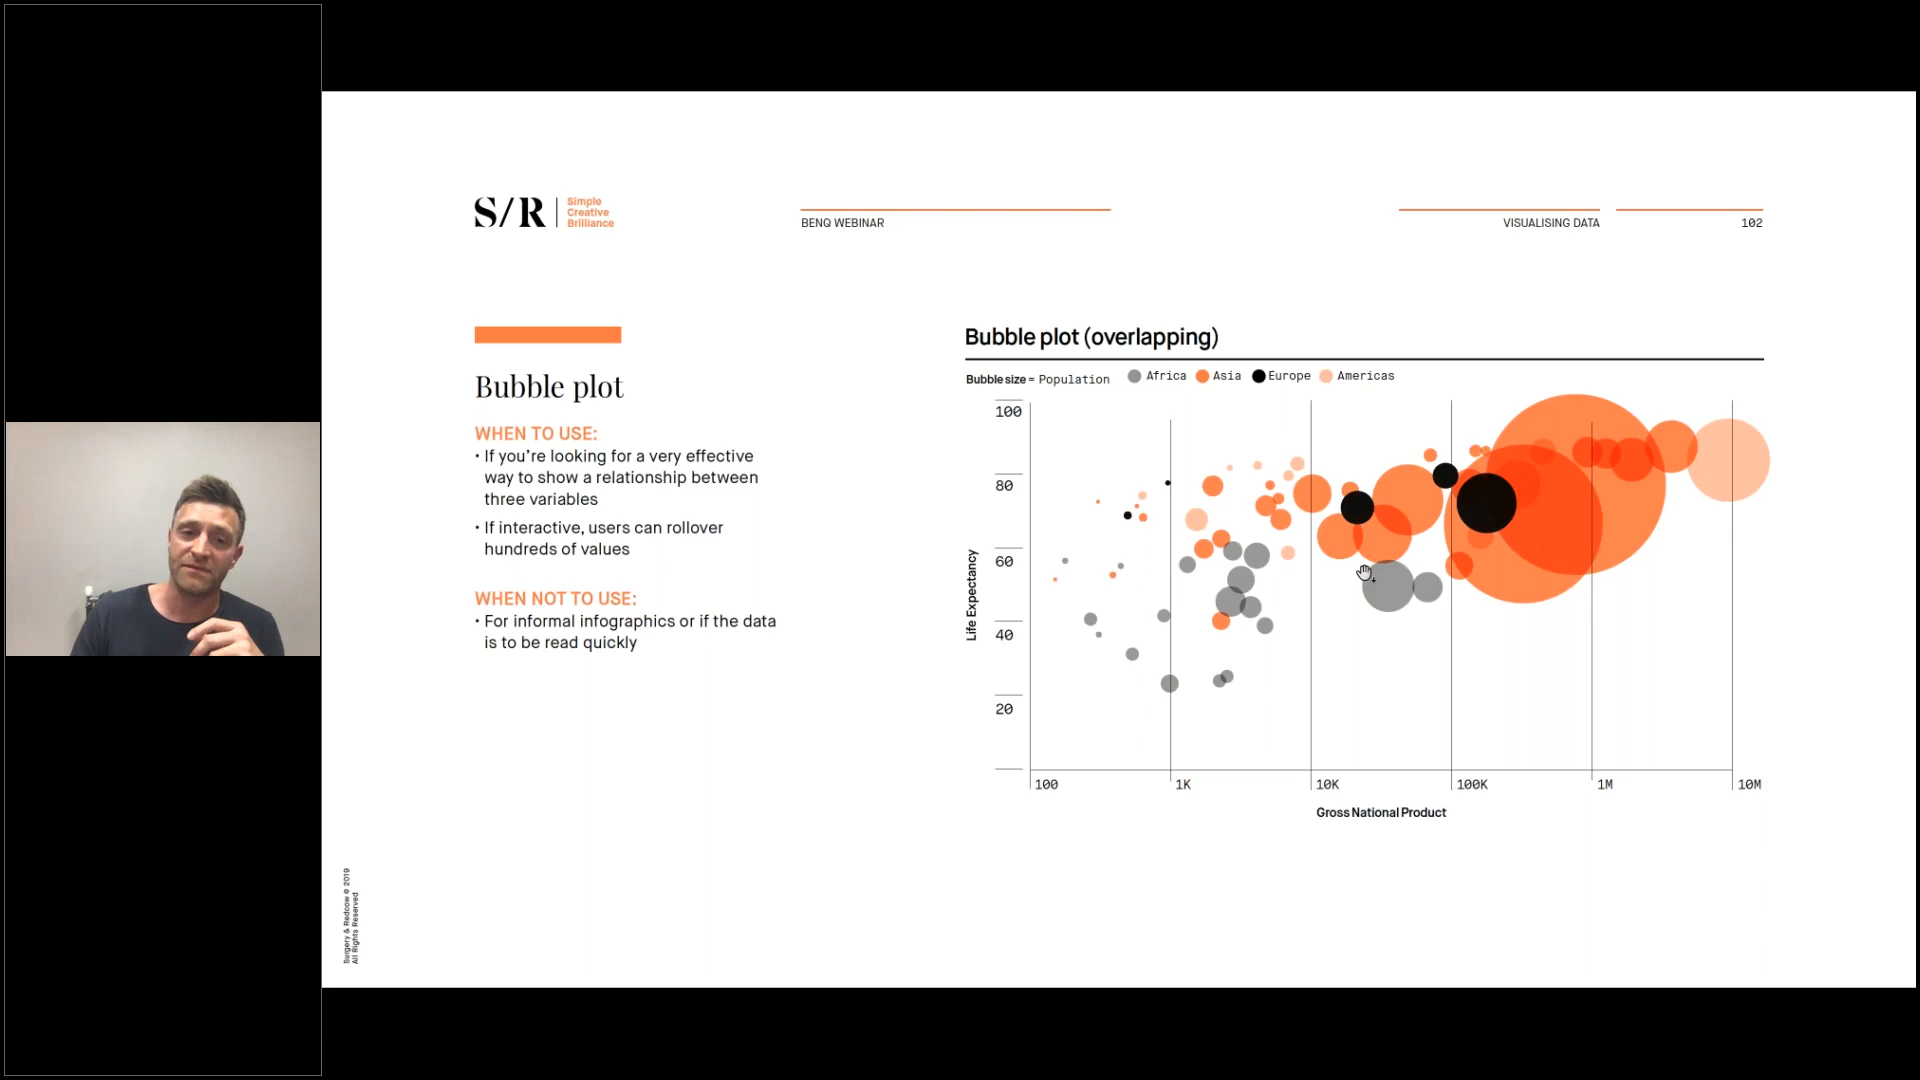 S/R
Simple
Creative
Brilliance
BENQ WEBINAR
VISUALISING DATA
102
Bubble plot
WHEN TO USE:
• If you’re looking for a very effective
way to show a relationship between
three variables
• If interactive, users can rollover
hundreds of values
WHEN NOT TO USE:
• For informal infographics or if the data
is to be read quickly
Bubble plot (overlapping)
Bubble size = Population
Africa
Asia
Europe
Americas
100
80
60
40
20
Life Expectancy
100
1K
10K
100K
1M
10M
Gross National Product
Surgery & Redcow © 2019
All Rights Reserved